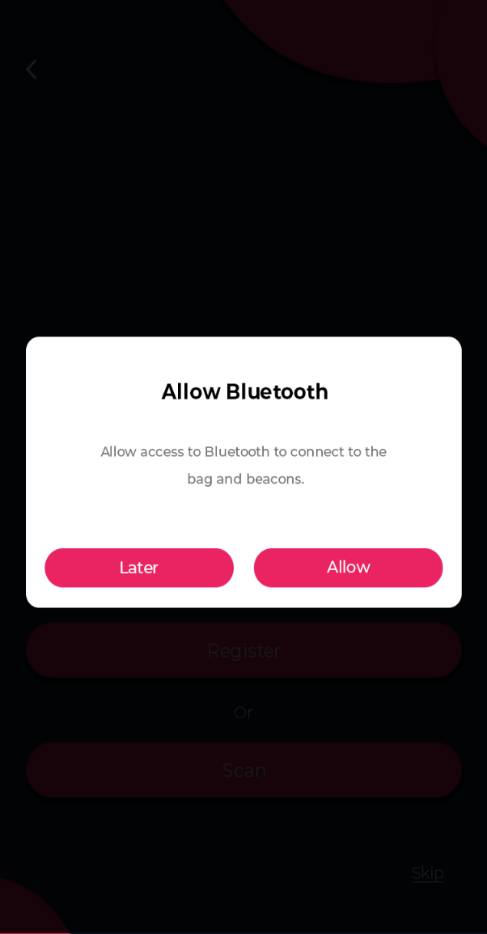 Allow Bluetooth
Allow access to Bluetooth to connect to the
bag and beacons.
Later
Allow
Register
Or
Scan
Skip